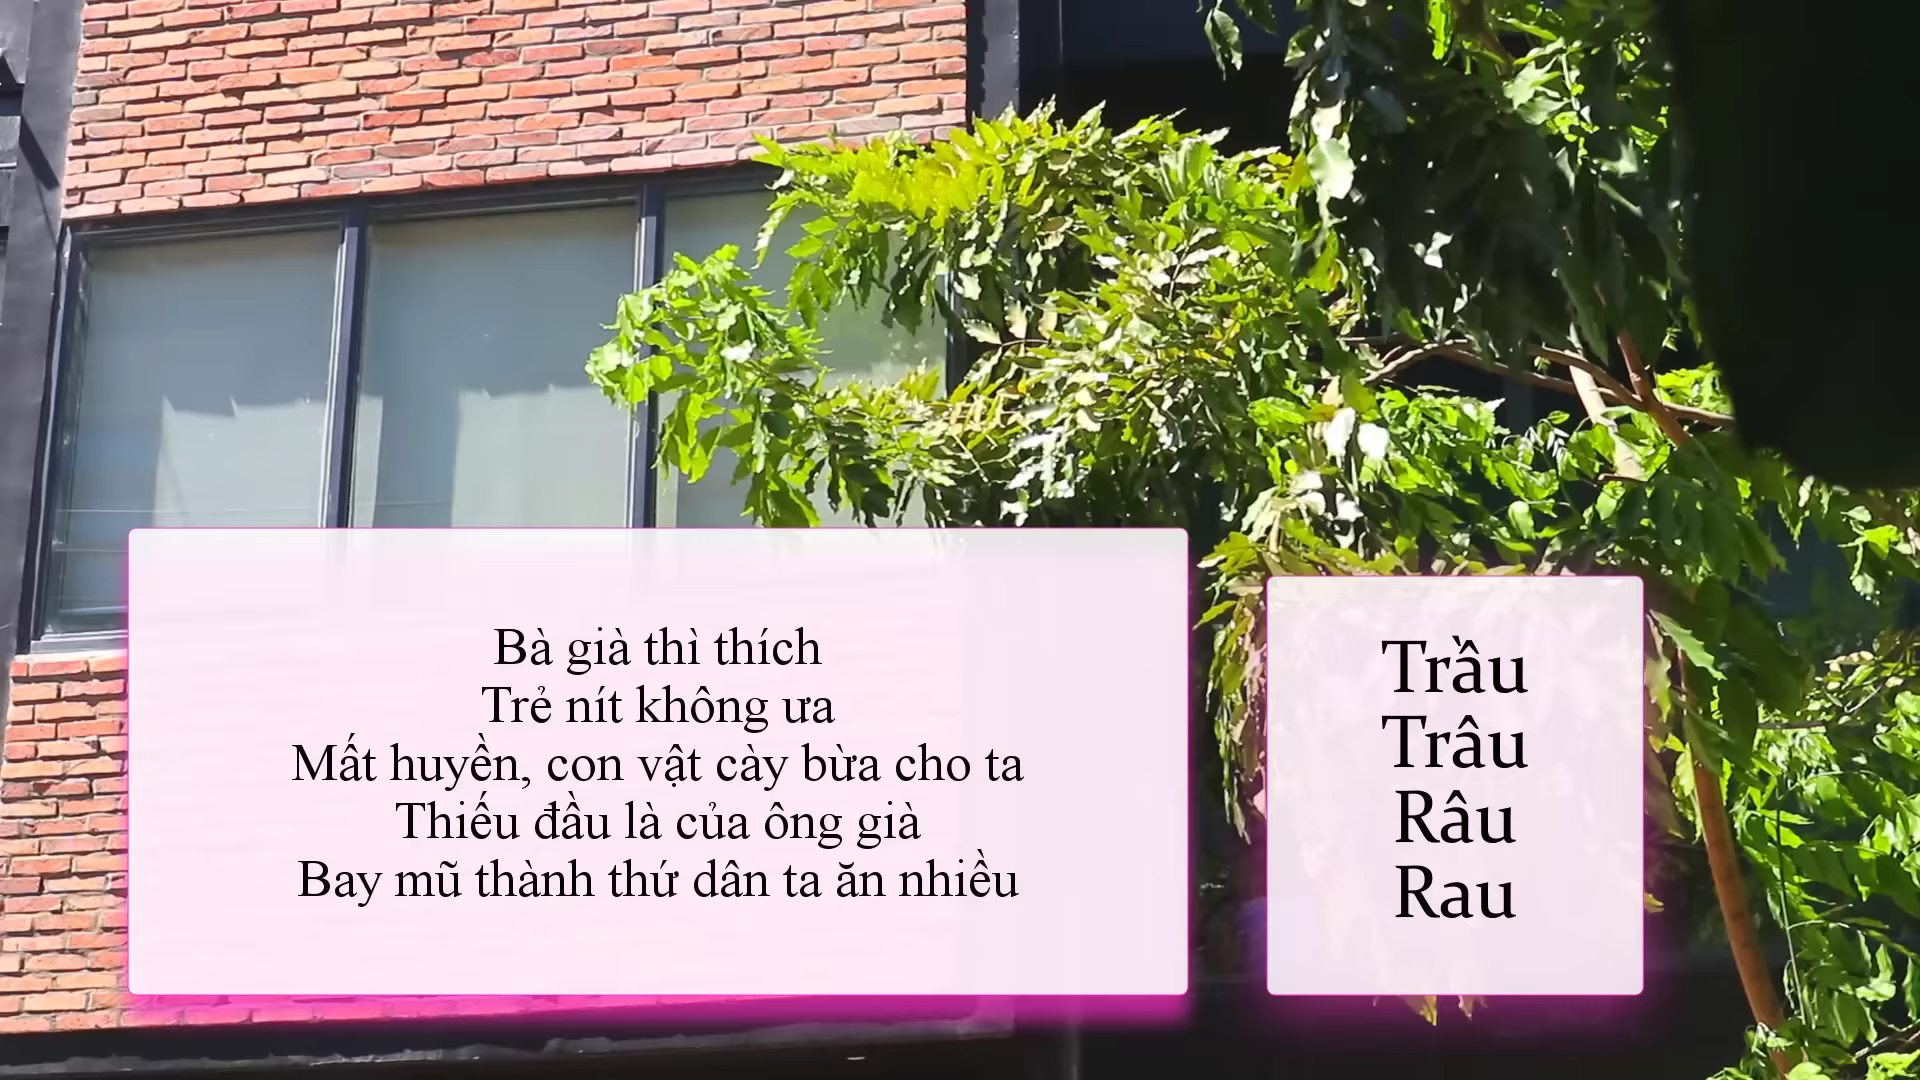 Bà già thì thích
Trẻ nít không ưa
Mất huyền, con vật cày bừa cho ta
Thiếu đầu là của ông già
Bay mũ thành thứ dân ta ăn nhiều
Trầu
Trâu
Râu
Rau